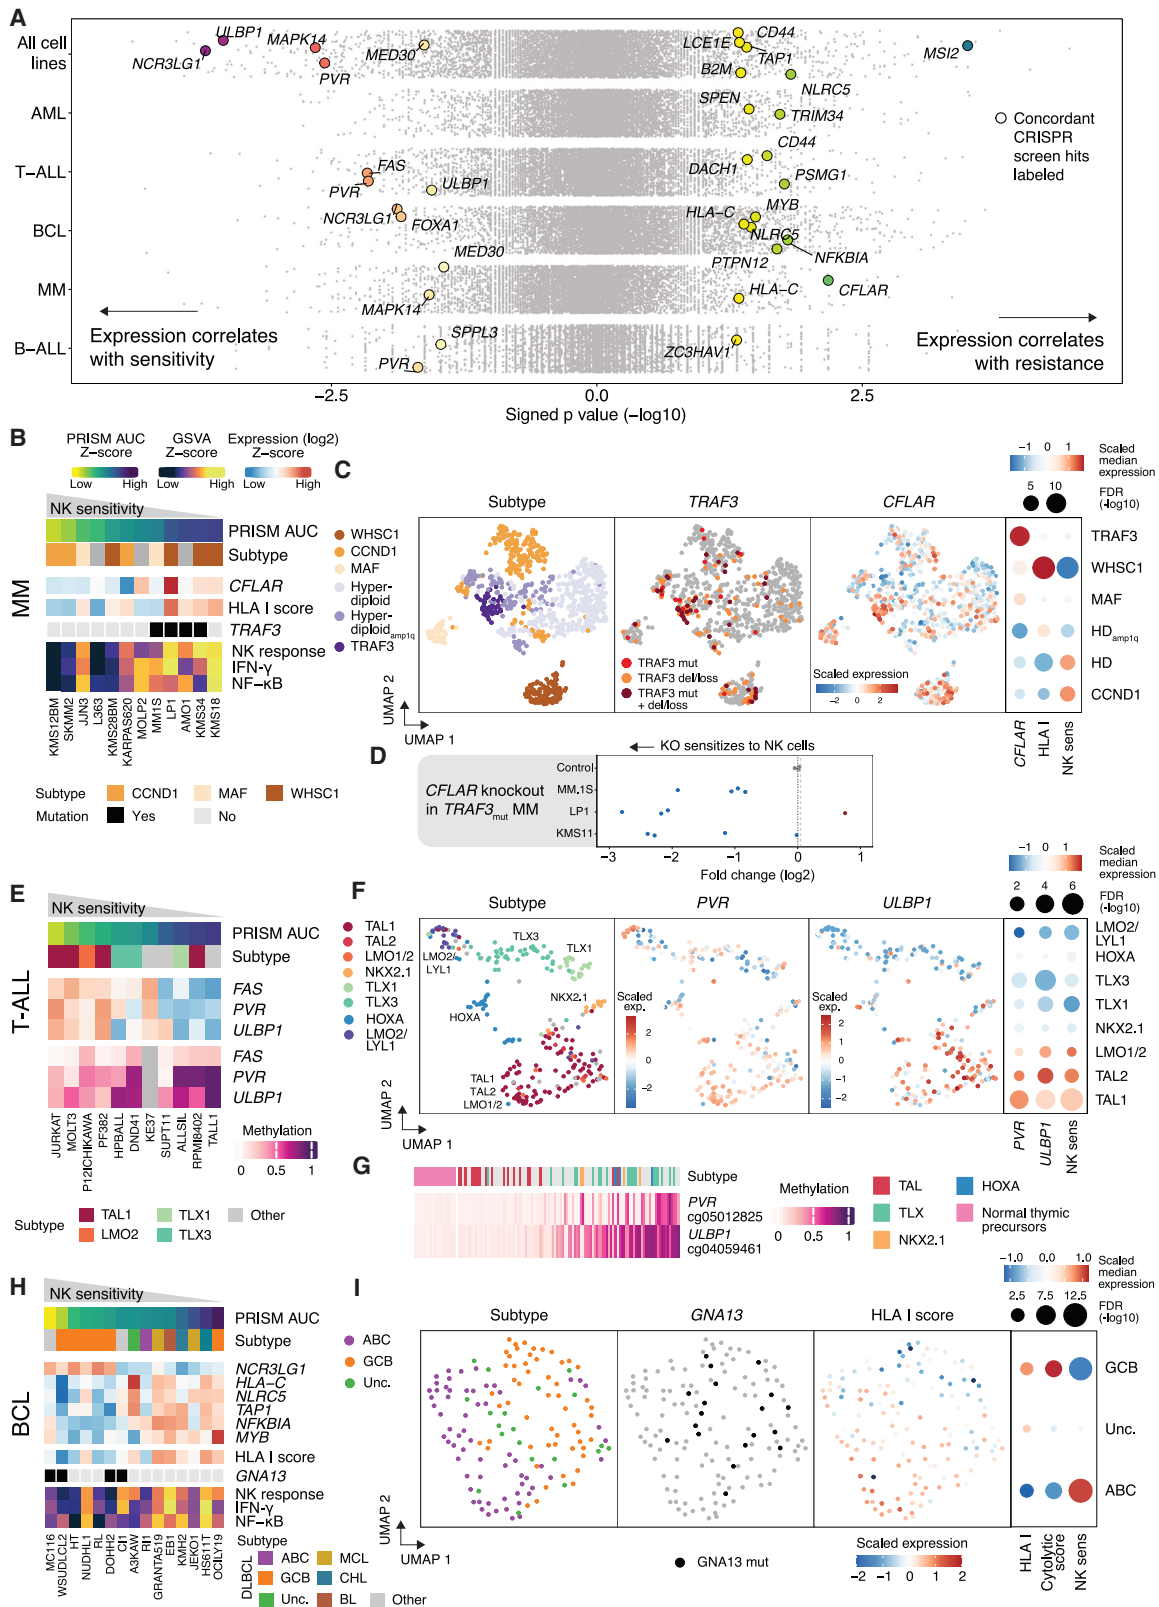 A
All cell
lines
AML
T−ALL
BCL
MM
B−ALL
ULBP1
NCR3LG1
MAPK14
PVR
MED30
CD44
LCE1E
TAP1
B2M
NLRC5
MSI2
SPEN
TRIM34
FAS
PVR
ULBP1
CD44
DACH1
PSMG1
NCR3LG1
FOXA1
HLA−C
MYB
NLRC5
NFKBIA
PTPN12
MED30
MAPK14
HLA−C
CFLAR
SPPL3
PVR
ZC3HAV1
Concordant
CRISPR
screen hits
labeled
Expression correlates
with sensitivity
Expression correlates
with resistance
−2.5
0.0
2.5
Signed p value (−log10)
B
PRISM AUC
Z−score
GSVA
Z−score
Expression (log2)
Z−score
Low High
Low High
Low High
MM
NK sensitivity
PRISM AUC
Subtype
CFLAR
HLA I score
TRAF3
NK response
IFN-γ
NF−κB
KMS12BM
SKMM2
JJN3
L363
KMS28BM
KARPAS620
MOLP2
MM1S
LP1
AMO1
KMS34
KMS18
Subtype
CCND1
MAF
WHSC1
Mutation
Yes
No
C
WHSC1
CCND1
MAF
Hyper-
diploid
Hyper-
diploid amp1q
TRAF3
Subtype
TRAF3
CFLAR
TRAF3 mut
TRAF3 del/loss
TRAF3 mut
+ del/loss
Scaled expression
−2 0 2
UMAP 2
UMAP 1
−1 0 1
Scaled
median
expression
5 10
FDR
(-log10)
TRAF3
WHSC1
MAF
HD amp1q
HD
CCND1
CFLAR
HLA I
NK sens
D
KO sensitizes to NK cells
CFLAR knockout
in TRAF3mut MM
Control
MM.1S
LP1
KMS11
−3 −2 −1 0 1
Fold change (log2)
E
T-ALL
NK sensitivity
PRISM AUC
Subtype
FAS
PVR
ULBP1
FAS
PVR
ULBP1
JURKAT
MOLT3
P12ICHIKAWA
PF382
HPBALL
DND41
KE37
SUPT11
ALLSIL
RPMI8402
TALL1
Methylation
0 0.5 1
Subtype
TAL1
LMO2
TLX1
TLX3
Other
F
TAL1
TAL2
LMO1/2
NKX2.1
TLX1
TLX3
HOXA
LMO2/
LYL1
Subtype
PVR
ULBP1
LMO2/
LYL1
TLX3
TLX1
HOXA
NKX2.1
TAL1
TAL2
LMO1/2
Scaled
exp.
2
0
−2
Scaled
exp.
2
1
0
−1
−2
UMAP 2
UMAP 1
−1 0 1
Scaled
median
expression
2 4 6
FDR
(-log10)
LMO2/
LYL1
HOXA
TLX3
TLX1
NKX2.1
LMO1/2
TAL2
TAL1
PVR
ULBP1
NK sens
G
Subtype
PVR
cg05012825
ULBP1
cg04059461
Methylation
0 0.5 1
TAL
TLX
NKX2.1
HOXA
Normal thymic
precursors
H
BCL
NK sensitivity
PRISM AUC
Subtype
NCR3LG1
HLA−C
NLRC5
TAP1
NFKBIA
MYB
HLA I score
GNA13
NK response
IFN-γ
NF−κB
MC116
WSUDLCL2
HT
NUDHL1
RL
DOHH2
CI1
A3KAW
RI1
GRANTA519
EB1
KMH2
JEKO1
HS611T
OCILY19
Subtype
DLBCL
ABC
GCB
Unc.
MCL
CHL
BL
Other
I
ABC
GCB
Unc.
Subtype
GNA13
HLA I score
UMAP 2
UMAP 1
GNA13 mut
Scaled expression
−2 −1 0 1 2
−1.0 0.0 1.0
Scaled
median
expression
2.5 7.5 12.5
FDR
(-log10)
GCB
Unc.
ABC
HLA I
Cytolytic
score
NK sens